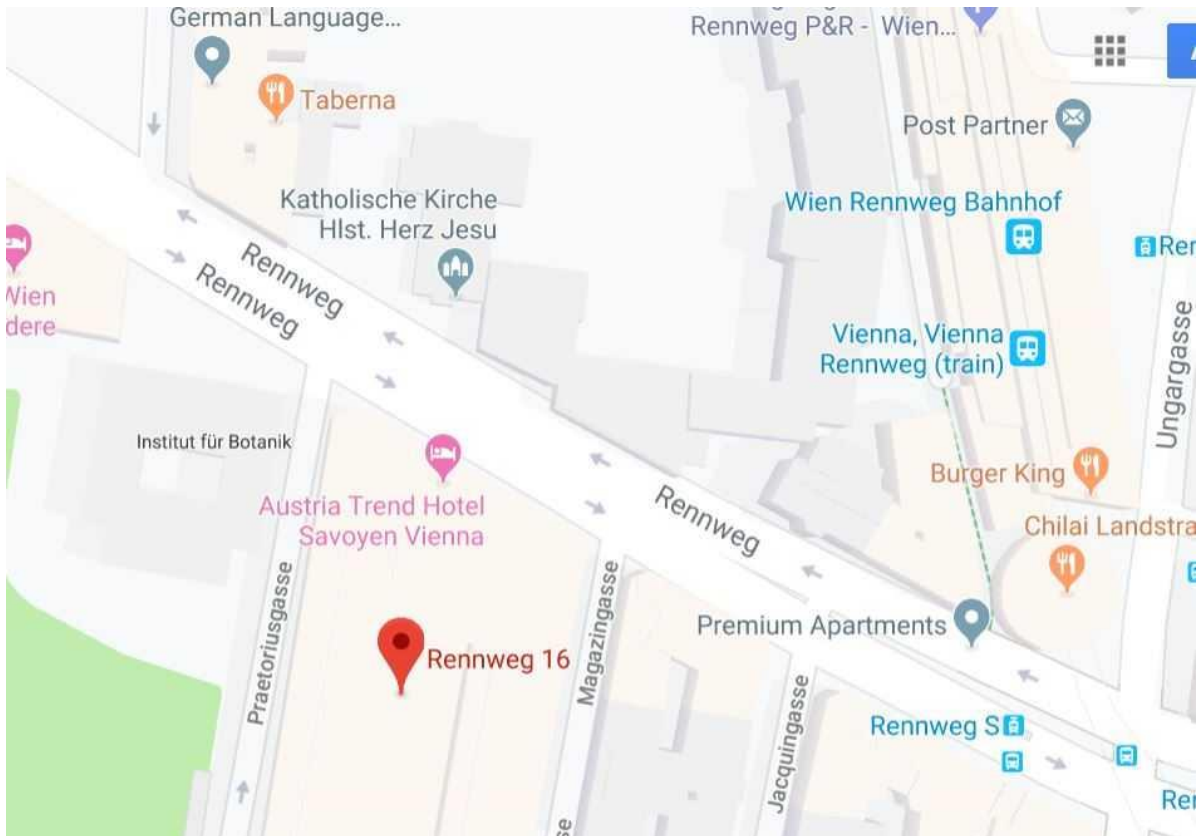 German Language...
Rennweg P&R - Wien...
Taberna
Post Partner
Katholische Kirche
Hlst. Herz Jesu
Wien Rennweg Bahnhof
Rennweg
Rennweg
Wien
dere
Vienna, Vienna
Rennweg (train)
Ungargasse
Institut für Botanik
Austria Trend Hotel
Savoyen Vienna
Rennweg
Burger King
Chilai Landstra
Praetoriusgasse
Magazingasse
Premium Apartments
Rennweg 16
Jacquingasse
Rennweg S